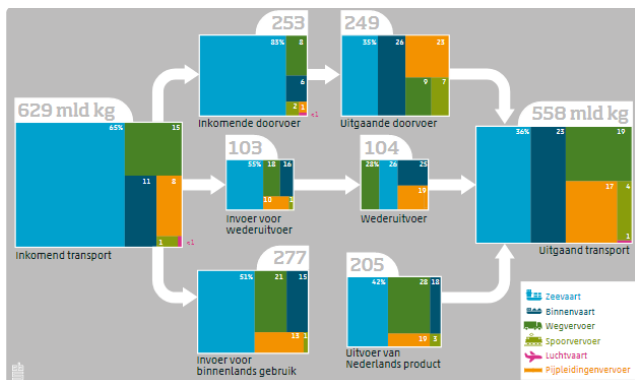 253
249
83%
8
6
2
1
<1
35%
26
23
9
7
Inkomende doorvoer
Uitgaande doorvoer
629 mld kg
65%
15
11
8
1
<1
Inkomend transport
103
55%
18
16
10
1
Invoer voor
wederuitvoer
104
28%
26
25
19
Wederuitvoer
558 mld kg
36%
23
19
17
4
1
Uitgaand transport
277
51%
21
15
13
1
Invoer voor
binnenlands gebruik
205
42%
28
18
19
3
Uitvoer van
Nederlands product
Zeevaart
Binnenvaart
Wegvervoer
Spoorvervoer
Luchtvaart
Pijpleidingenvervoer